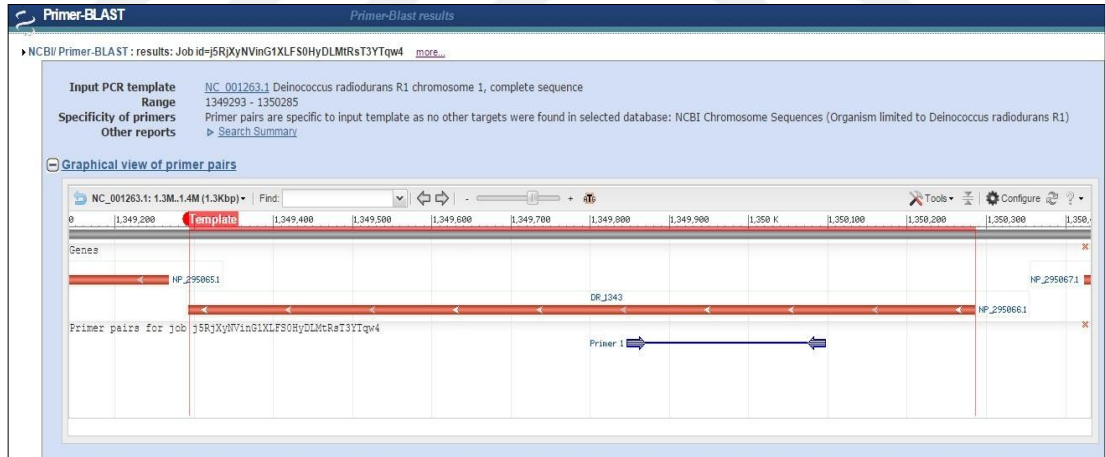 Primer-BLAST Primer-Blast results
NCBI/ Primer-BLAST : results: Job id=j5RjXyNVinG1XLFS0HyDLMtRsT3YTqw4 more...
Input PCR template NC_001263.1 Deinococcus radiodurans R1 chromosome 1, complete sequence
Range 1349293 - 1350285
Specificity of primers Primer pairs are specific to input template as no other targets were found in selected database: NCBI Chromosome Sequences (Organism limited to Deinococcus radiodurans R1)
Other reports Search Summary
Graphical view of primer pairs
NC_001263.1: 1.3M..1.4M (1.3Kbp) Find: - + Tools Configure ?
0 1,349,200 Template 1,349,400 1,349,500 1,349,600 1,349,700 1,349,800 1,349,900 1,350 K 1,350,100 1,350,200 1,350,300 1,350,
Genes
NP_295065.1 NP_295067.1
DR_1343
NP_295066.1
Primer pairs for job j5RjXyNVinG1XLFS0HyDLMtRsT3YTqw4
Primer 1